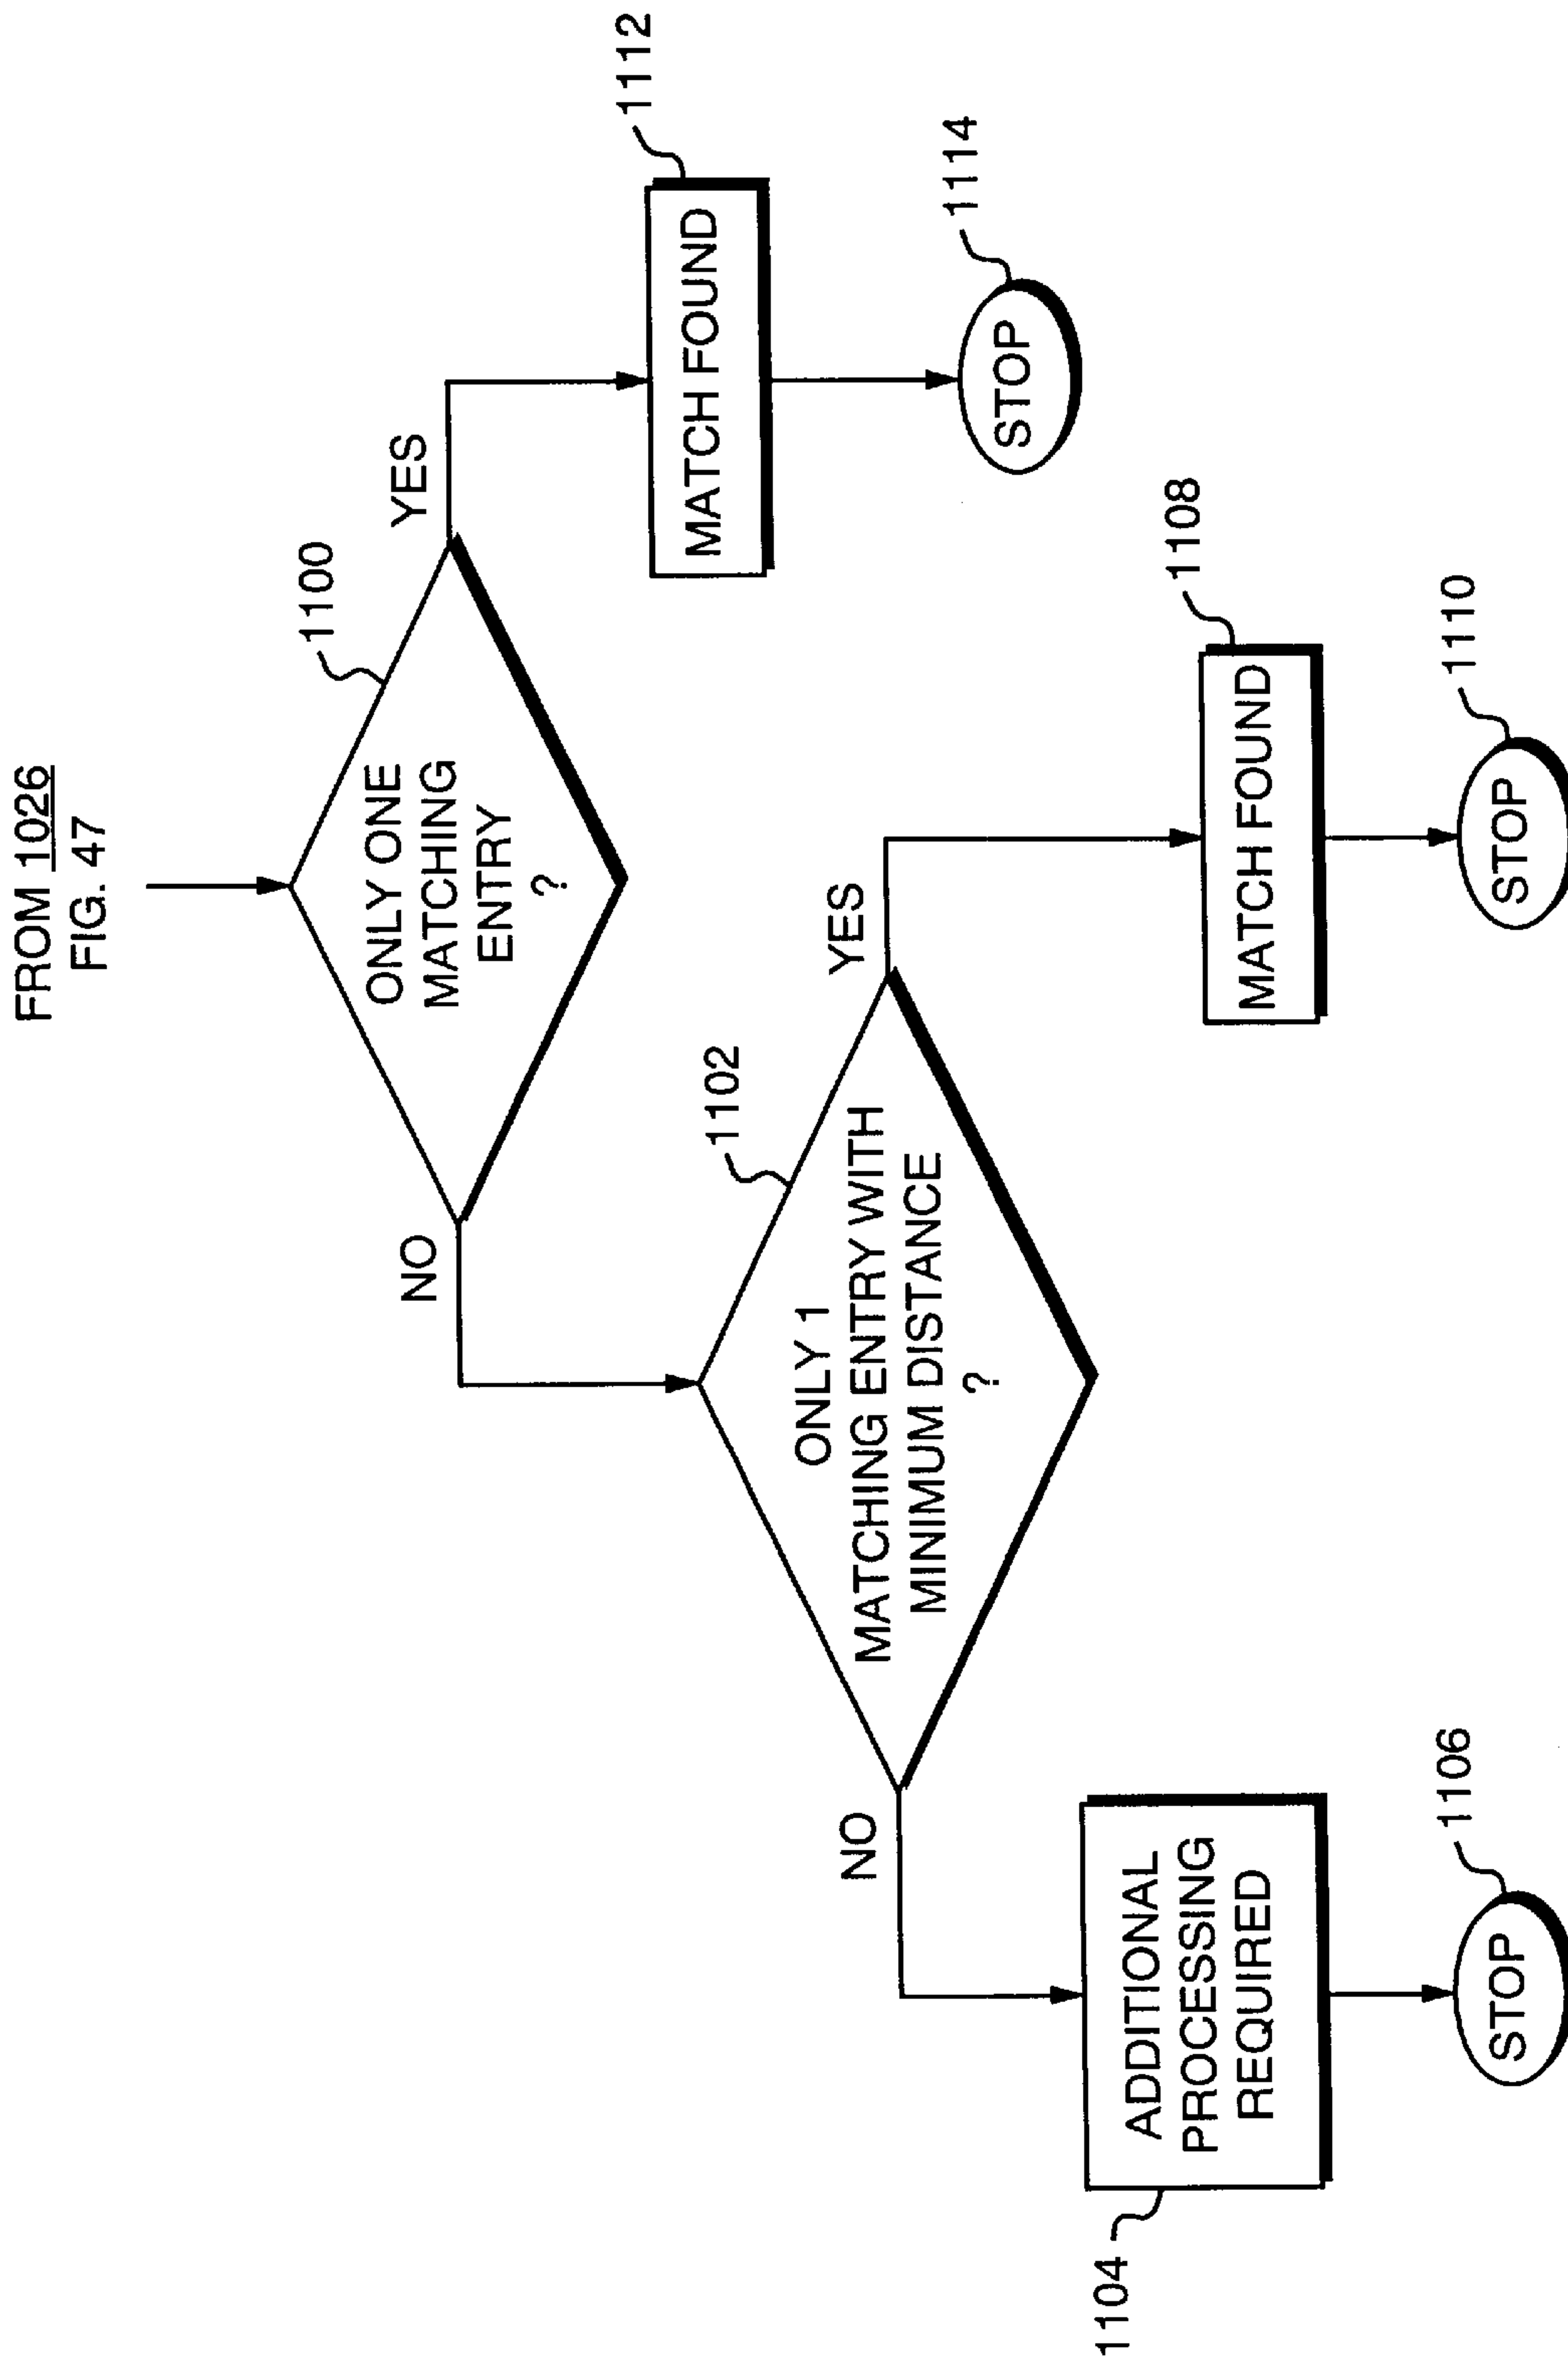 FROM 1026
FIG. 47
1100
ONLY ONE
MATCHING
ENTRY
?
NO
YES
1112
MATCH FOUND
1114
STOP
1102
ONLY 1
MATCHING ENTRY WITH
MINIMUM DISTANCE
?
NO
YES
1104
ADDITIONAL
PROCESSING
REQUIRED
1106
STOP
1108
MATCH FOUND
1110
STOP